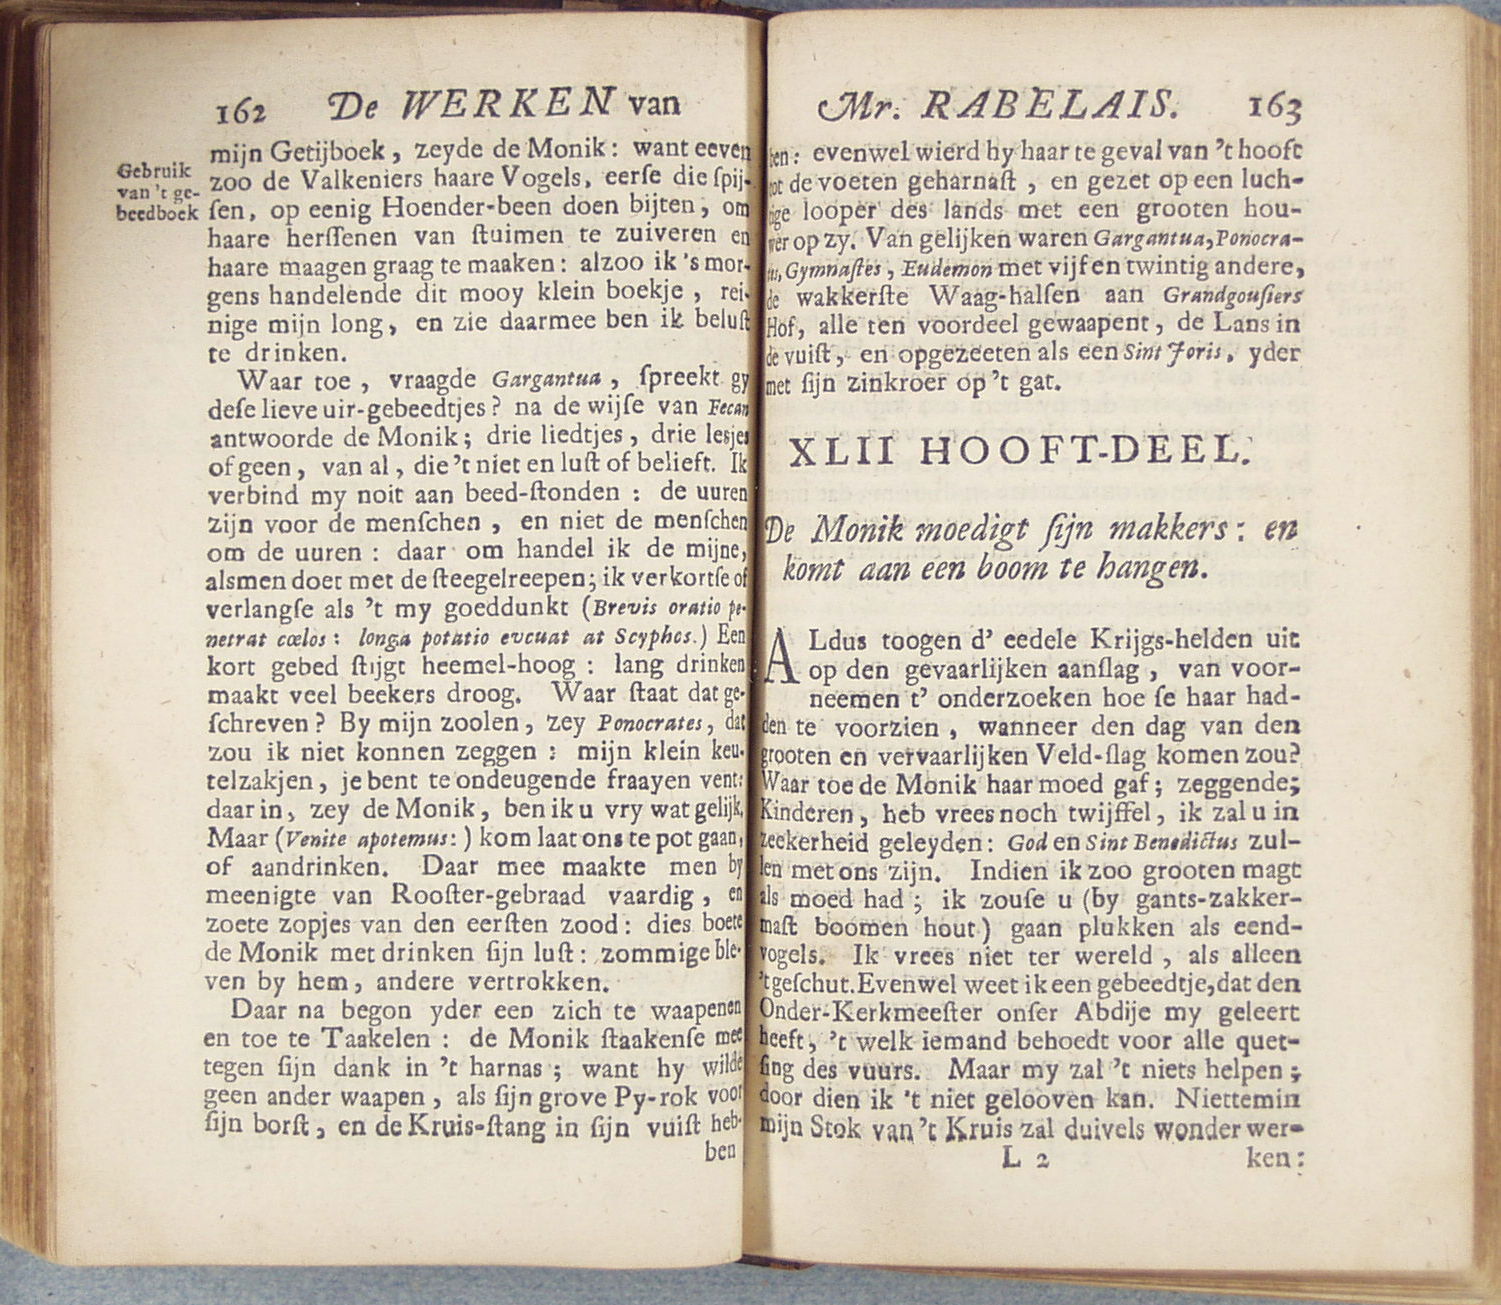 162 De WERKEN van
Gebruik
van 't ge-
beedboek
mijn Getijboek, zeyde de Monik: want eeven
zoo de Valkeniers haare Vogels, eerſe die ſpij-
ſen, op eenig Hoender-been doen bijten, om
haare herſſenen van ſtuimen te zuiveren en
haare maagen graag te maaken: alzoo ik 's mor-
gens handelende dit mooy klein boekje, rei-
nige mijn long, en zie daarmee ben ik beluſt
te drinken.
Waar toe, vraagde Gargantua, ſpreekt gy
deſe lieve uir-gebeedtjes? na de wijſe van Fecan
antwoorde de Monik; drie liedtjes, drie lesjes
of geen, van al, die 't niet en luſt of belieft. Ik
verbind my noit aan beed-ſtonden: de uuren
zijn voor de menſchen, en niet de menſchen
om de uuren: daar om handel ik de mijne,
alsmen doet met de ſteegelreepen; ik verkortſe of
verlangſe als 't my goeddunkt (Brevis oratio pe-
netrat cœlos: longa potatio evcuat at Scyphos.) Een
kort gebed ſtijgt heemel-hoog: lang drinken
maakt veel beekers droog. Waar ſtaat dat ge-
ſchreven? By mijn zoolen, zey Ponocrates, dat
zou ik niet konnen zeggen: mijn klein keu-
telzakjen, je bent te ondeugende fraayen vent:
daar in, zey de Monik, ben ik u vry wat gelijk.
Maar (Venite apotemus:) kom laat ons te pot gaan,
of aandrinken. Daar mee maakte men by
meenigte van Rooſter-gebraad vaardig, en
zoete zopjes van den eerſten zood: dies boete
de Monik met drinken ſijn luſt: zommige ble-
ven by hem, andere vertrokken.
Daar na begon yder een zich te waapenen
en toe te Taakelen: de Monik ſtaakenſe mee
tegen ſijn dank in 't harnas; want hy wilde
geen ander waapen, als ſijn grove Py-rok voor
ſijn borſt, en de Kruis-ſtang in ſijn vuiſt heb-
ben
Mr. RABELAIS. 163
ben: evenwel wierd hy haar te geval van 't hooft
tot de voeten geharnaſt, en gezet op een luch-
tige looper des lands met een grooten hou-
wer op zy. Van gelijken waren Gargantua, Ponocra-
tes, Gymnaſtes, Eudemon met vijf en twintig andere,
de wakkerſte Waag-halſen aan Grandgouſiers
Hof, alle ten voordeel gewaapent, de Lans in
de vuiſt, en opgezeeten als een Sint Joris, yder
met ſijn zinkroer op 't gat.
XLII HOOFT-DEEL.
De Monik moedigt ſijn makkers: en
komt aan een boom te hangen.
ALdus toogen d' eedele Krijgs-helden uit
op den gevaarlijken aanſlag, van voor-
neemen t' onderzoeken hoe ſe haar had-
den te voorzien, wanneer den dag van den
grooten en vervaarlijken Veld-ſlag komen zou?
Waar toe de Monik haar moed gaf; zeggende;
Kinderen, heb vrees noch twijffel, ik zal u in
zeekerheid geleyden: God en Sint Benedictus zul-
len met ons zijn. Indien ik zoo grooten magt
als moed had; ik zouſe u (by gants-zakker-
maſt boomen hout) gaan plukken als eend-
vogels. Ik vrees niet ter wereld, als alleen
't geſchut. Evenwel weet ik een gebeedtje, dat den
Onder-Kerkmeeſter onſer Abdije my geleert
heeft, 't welk iemand behoedt voor alle quet-
ſing des vuurs. Maar my zal 't niets helpen;
door dien ik 't niet gelooven kan. Niettemin
mijn Stok van 't Kruis zal duivels wonder wer-
L 2 ken: